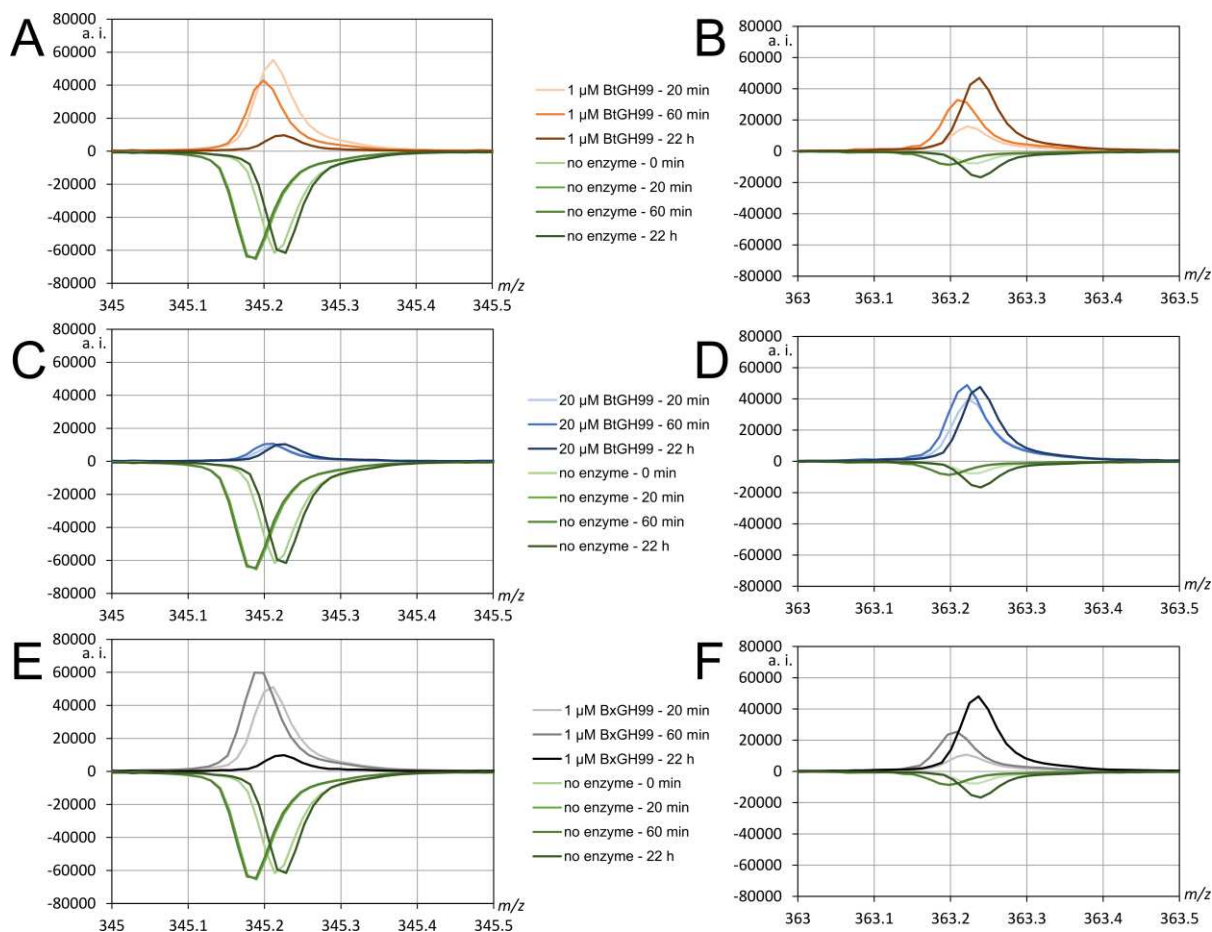 A
80000
a. i.
60000
40000
20000
0
-20000
-40000
-60000
-80000
345 345.1 345.2 345.3 345.4 345.5
m/z
1 µM BtGH99 - 20 min
1 µM BtGH99 - 60 min
1 µM BtGH99 - 22 h
no enzyme - 0 min
no enzyme - 20 min
no enzyme - 60 min
no enzyme - 22 h
B
80000
a. i.
60000
40000
20000
0
-20000
-40000
-60000
-80000
363 363.1 363.2 363.3 363.4 363.5
m/z
C
80000
a. i.
60000
40000
20000
0
-20000
-40000
-60000
-80000
345 345.1 345.2 345.3 345.4 345.5
m/z
20 µM BtGH99 - 20 min
20 µM BtGH99 - 60 min
20 µM BtGH99 - 22 h
no enzyme - 0 min
no enzyme - 20 min
no enzyme - 60 min
no enzyme - 22 h
D
80000
a. i.
60000
40000
20000
0
-20000
-40000
-60000
-80000
363 363.1 363.2 363.3 363.4 363.5
m/z
E
80000
a. i.
60000
40000
20000
0
-20000
-40000
-60000
-80000
345 345.1 345.2 345.3 345.4 345.5
m/z
1 µM BxGH99 - 20 min
1 µM BxGH99 - 60 min
1 µM BxGH99 - 22 h
no enzyme - 0 min
no enzyme - 20 min
no enzyme - 60 min
no enzyme - 22 h
F
80000
a. i.
60000
40000
20000
0
-20000
-40000
-60000
-80000
363 363.1 363.2 363.3 363.4 363.5
m/z